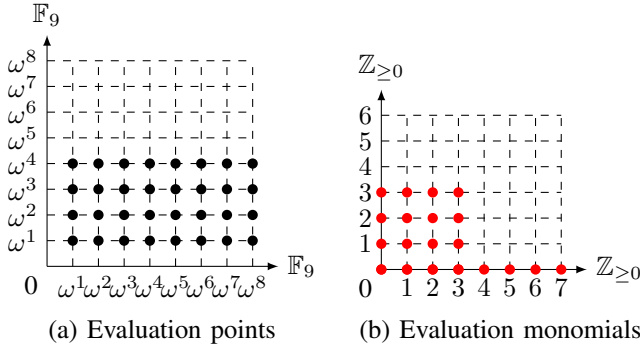 𝔽₉
ω⁸
ω⁷
ω⁶
ω⁵
ω⁴
ω³
ω²
ω¹
0
ω¹ω²ω³ω⁴ω⁵ω⁶ω⁷ω⁸
𝔽₉
(a) Evaluation points
ℤ≥0
6
5
4
3
2
1
0
1 2 3 4 5 6 7
ℤ≥0
(b) Evaluation monomials